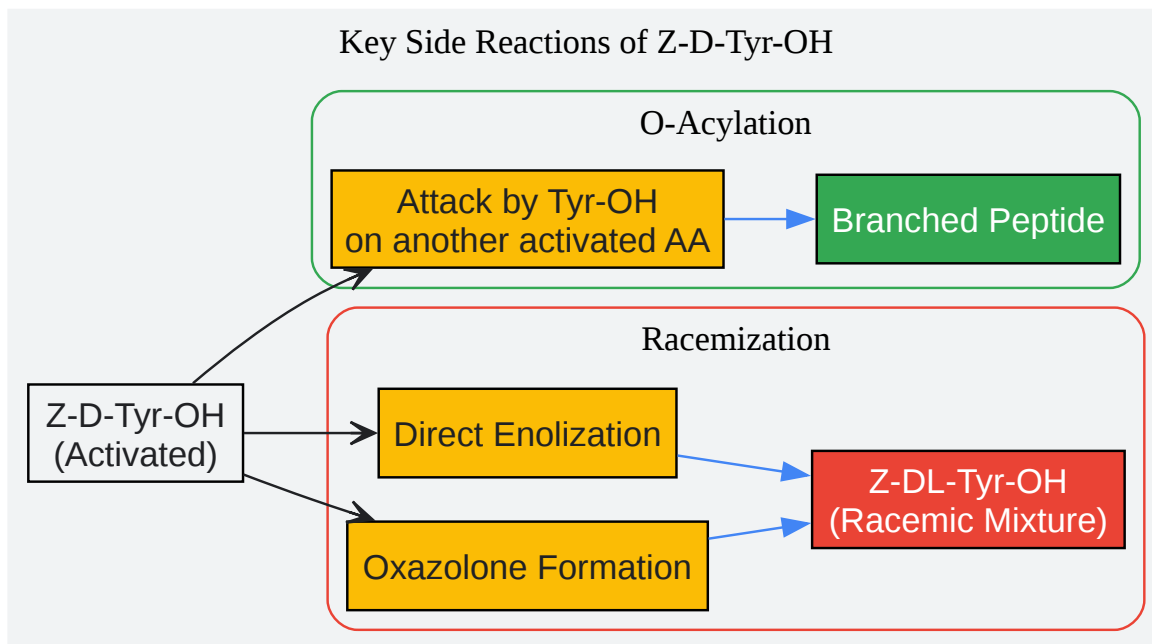 Key Side Reactions of Z-D-Tyr-OH
O-Acylation
Attack by Tyr-OH
on another activated AA
Branched Peptide
Racemization
Z-D-Tyr-OH
(Activated)
Direct Enolization
Z-DL-Tyr-OH
(Racemic Mixture)
Oxazolone Formation